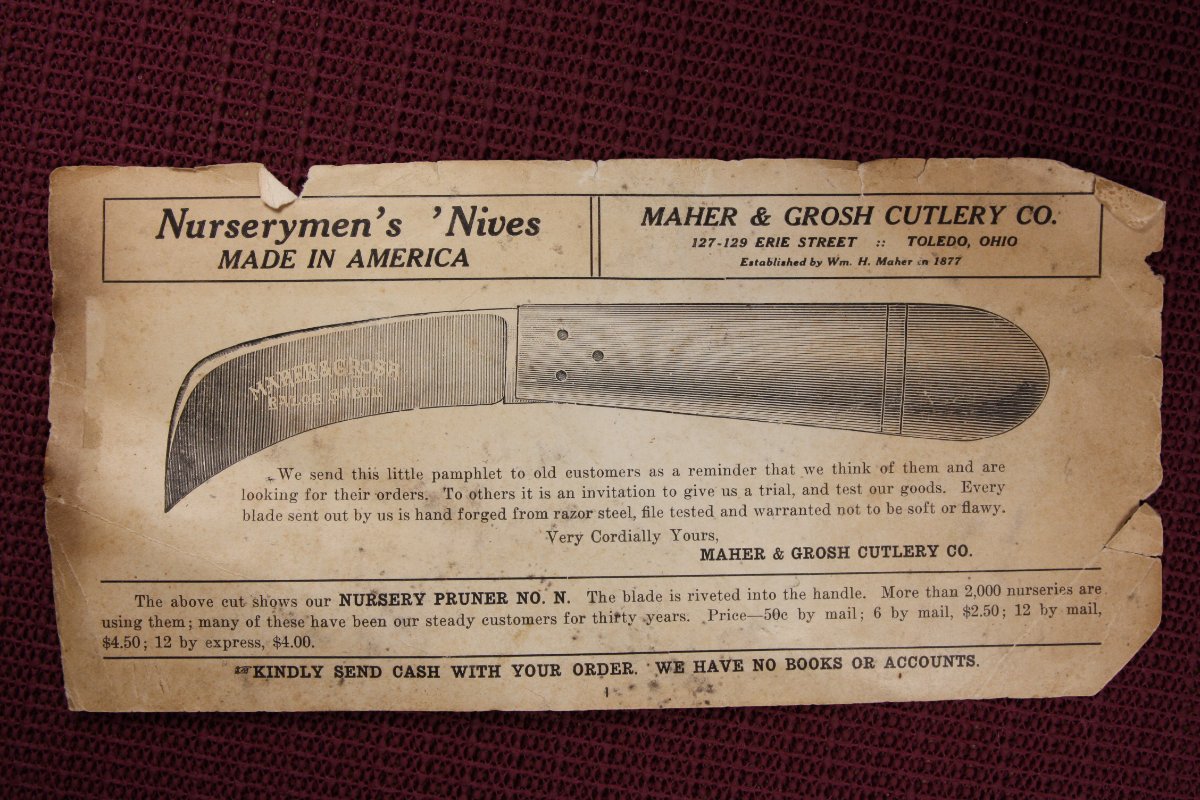 Nurserymen's 'Nives
MADE IN AMERICA
MAHER & GROSH CUTLERY CO.
127-129 ERIE STREET :: TOLEDO, OHIO
Established by Wm. H. Maher in 1877
MAHER & GROSH
RAZOR STEEL
We send this little pamphlet to old customers as a reminder that we think of them and are
looking for their orders. To others it is an invitation to give us a trial, and test our goods. Every
blade sent out by us is hand forged from razor steel, file tested and warranted not to be soft or flawy.
Very Cordially Yours,
MAHER & GROSH CUTLERY CO.
The above cut shows our NURSERY PRUNER NO. N. The blade is riveted into the handle. More than 2,000 nurseries are
using them; many of these have been our steady customers for thirty years. Price—50c by mail; 6 by mail, $2.50; 12 by mail,
$4.50; 12 by express, $4.00.
☞KINDLY SEND CASH WITH YOUR ORDER. WE HAVE NO BOOKS OR ACCOUNTS.